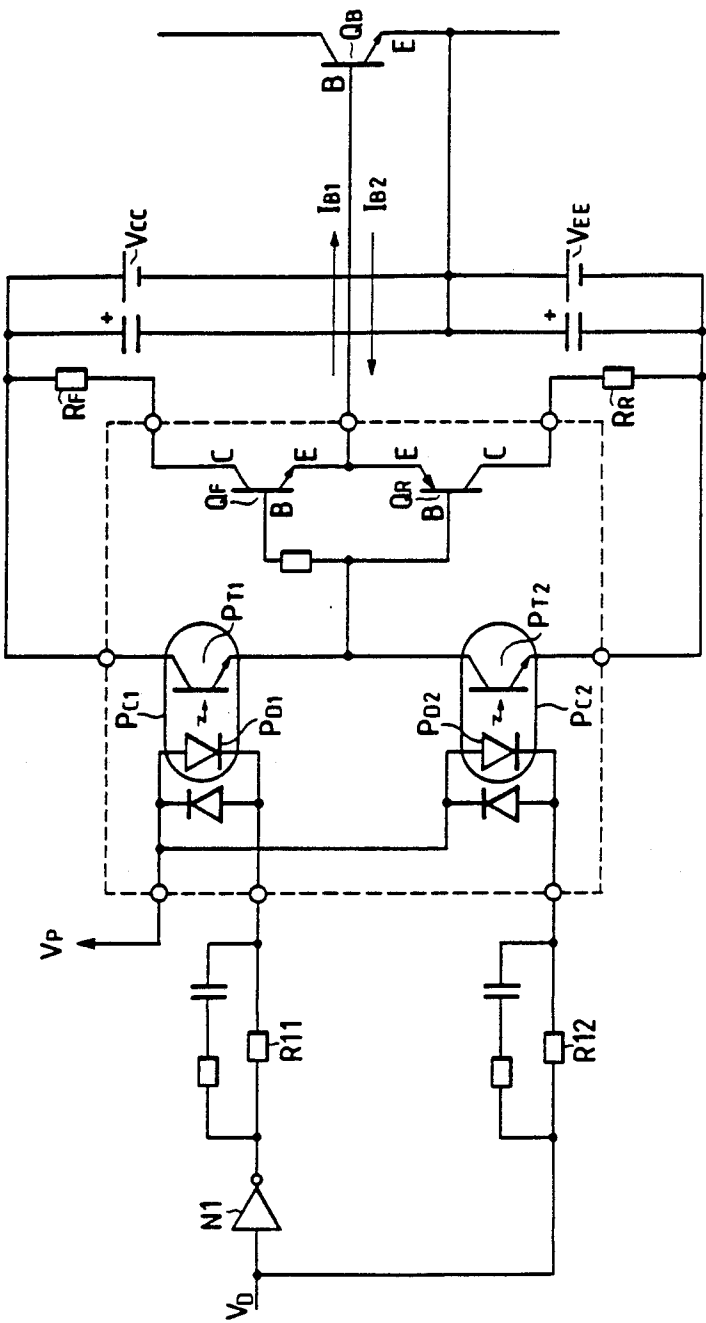 QB
B
E
IB1
IB2
VCC
VEE
+
+
RF
RR
C
E
QF
B
E
C
QR
B
PT1
PC1
PD1
PT2
PD2
PC2
VP
R11
R12
N1
VD